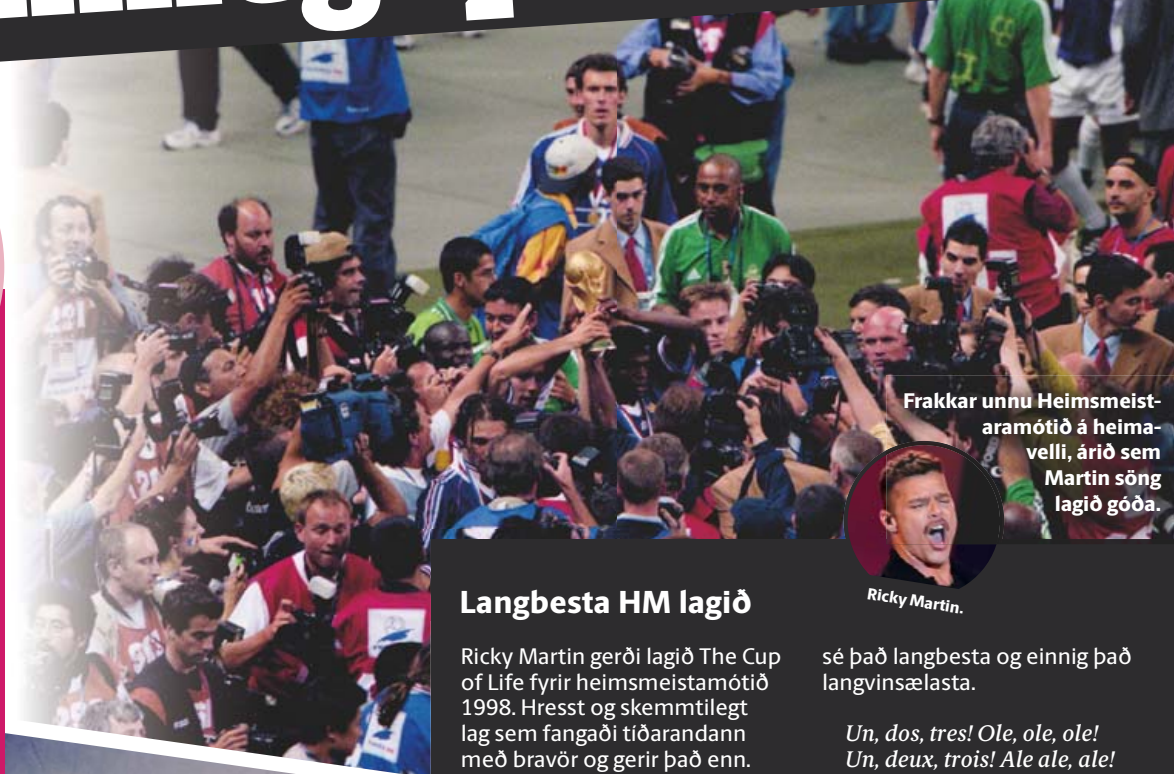 Frakkar unnu Heimsmeist-
aramótið á heima-
velli, árið sem
Martin söng
lagið góða.
Ricky Martin.
Langbesta HM lagið
Ricky Martin gerði lagið The Cup
of Life fyrir heimsmeistamótið
1998. Hresst og skemmtilegt
lag sem fangaði tíðarandann
með bravör og gerir það enn.
sé það langbesta og einnig það
langvinsælasta.
Un, dos, tres! Ole, ole, ole!
Un, deux, trois! Ale ale, ale!